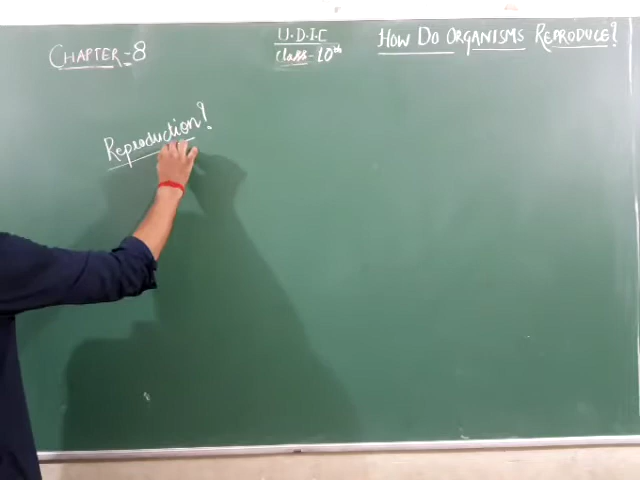 U.D.I.C
Class-10th
CHAPTER-8
HOW DO ORGANISMS REPRODUCE?
Reproduction?